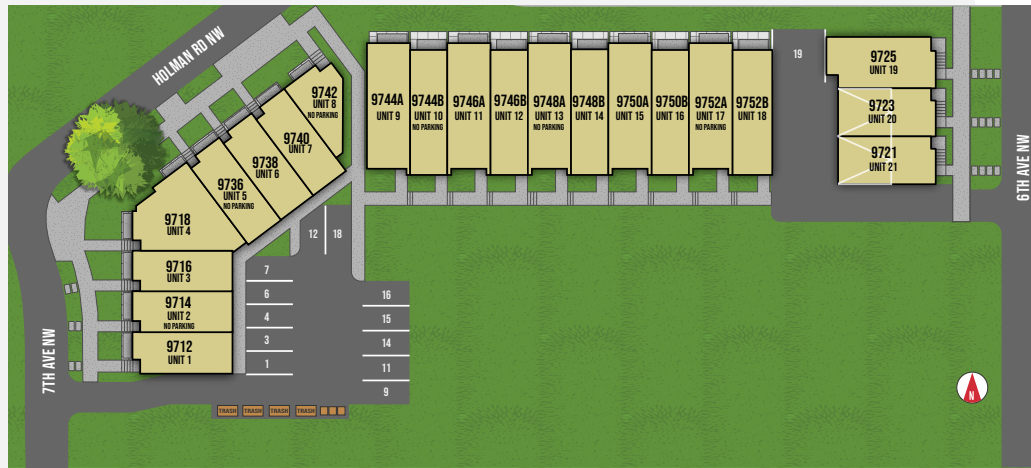 HOLMAN RD NW
9742
UNIT 8
NO PARKING
9740
UNIT 7
9738
UNIT 6
9736
UNIT 5
NO PARKING
9718
UNIT 4
9716
UNIT 3
9714
UNIT 2
NO PARKING
9712
UNIT 1
7TH AVE NW
9744A
UNIT 9
9744B
UNIT 10
NO PARKING
9746A
UNIT 11
9746B
UNIT 12
9748A
UNIT 13
NO PARKING
9748B
UNIT 14
9750A
UNIT 15
9750B
UNIT 16
9752A
UNIT 17
NO PARKING
9752B
UNIT 18
19
9725
UNIT 19
9723
UNIT 20
9721
UNIT 21
6TH AVE NW
12
18
7
6
4
3
1
16
15
14
11
9
TRASH
TRASH
TRASH
TRASH
N